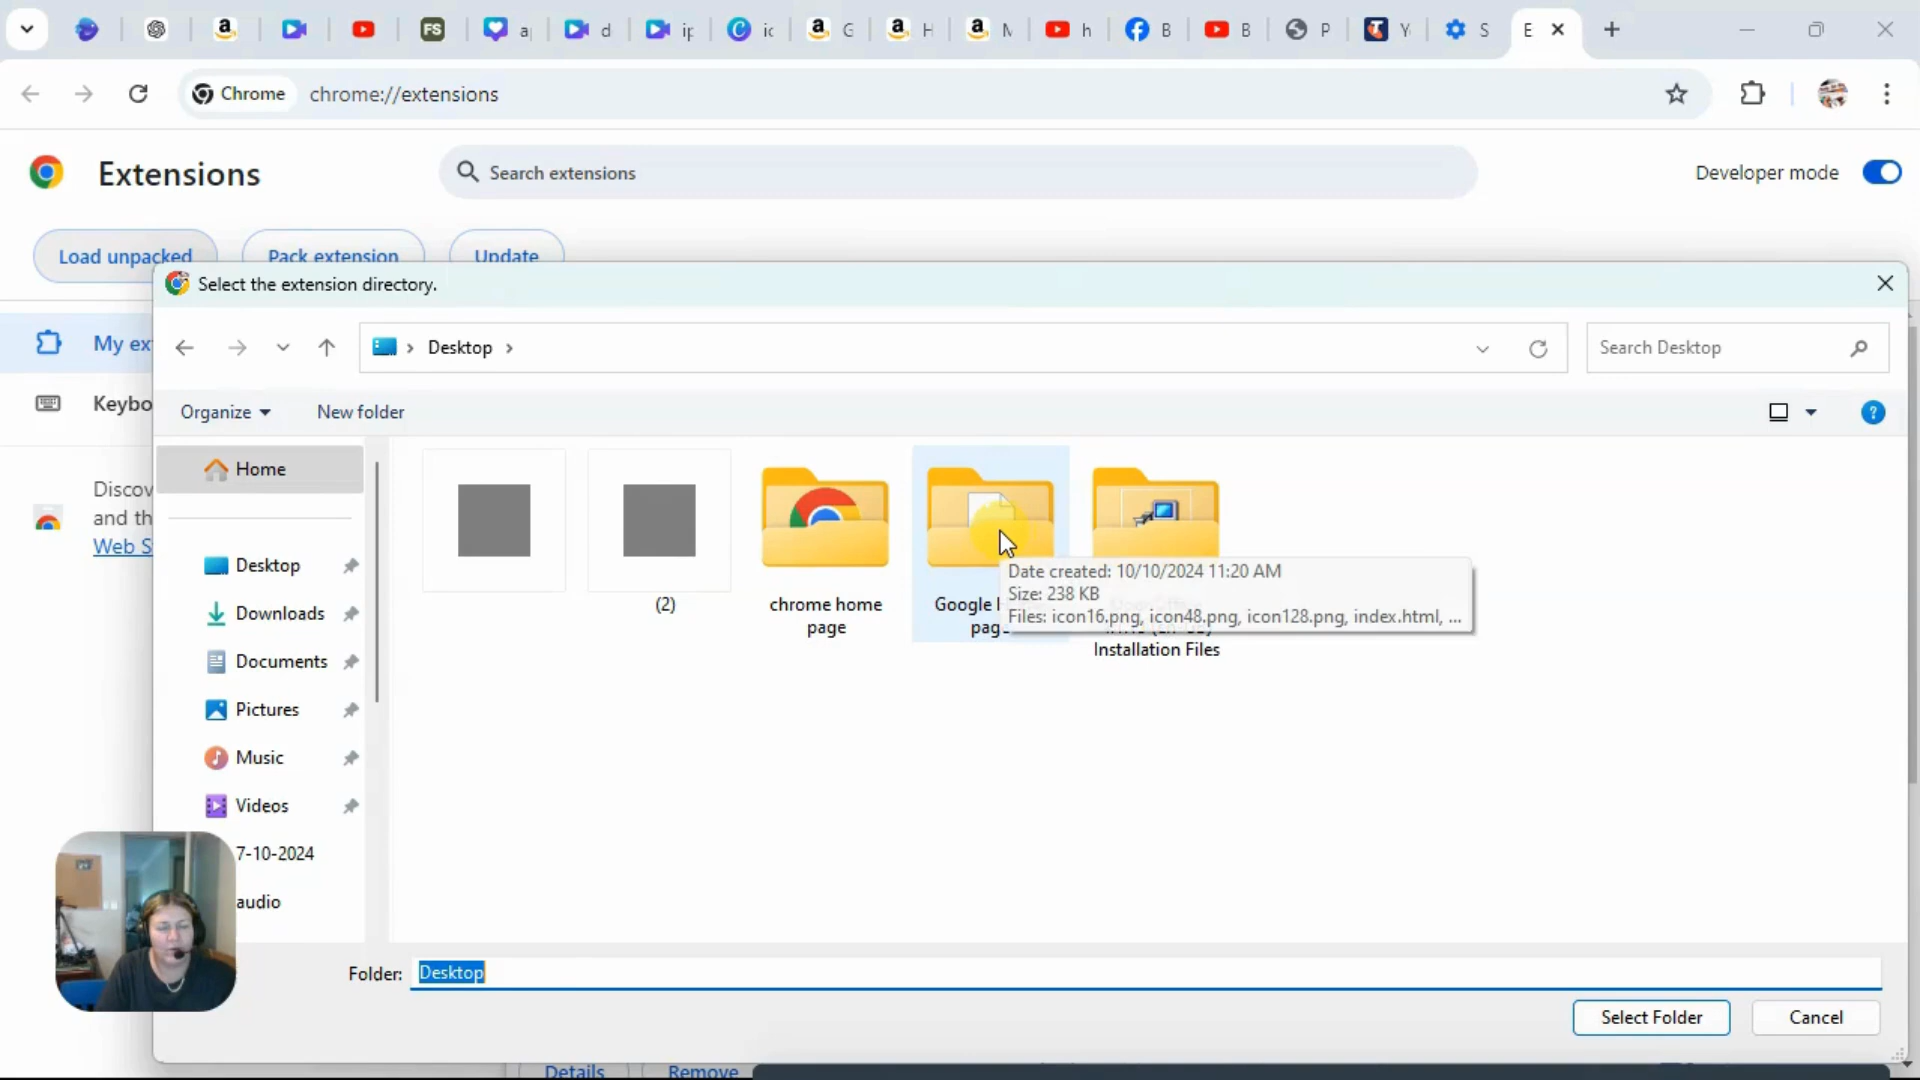 a
d
ip
ic
G
H
M
h
B
B
P
Y
S
E
Chrome
chrome://extensions
Extensions
Search extensions
Developer mode
Load unpacked
Pack extension
Update
Select the extension directory.
Desktop
Search Desktop
My ex
Keybo
Organize
New folder
Home
Discov
and th
Web S
Desktop
Downloads
Documents
Pictures
Music
Videos
7-10-2024
audio
(2)
chrome home
page
Google H
page
Date created: 10/10/2024 11:20 AM
Size: 238 KB
Files: icon16.png, icon48.png, icon128.png, index.html, ...
Installation Files
Folder:
Desktop
Select Folder
Cancel
Details
Remove